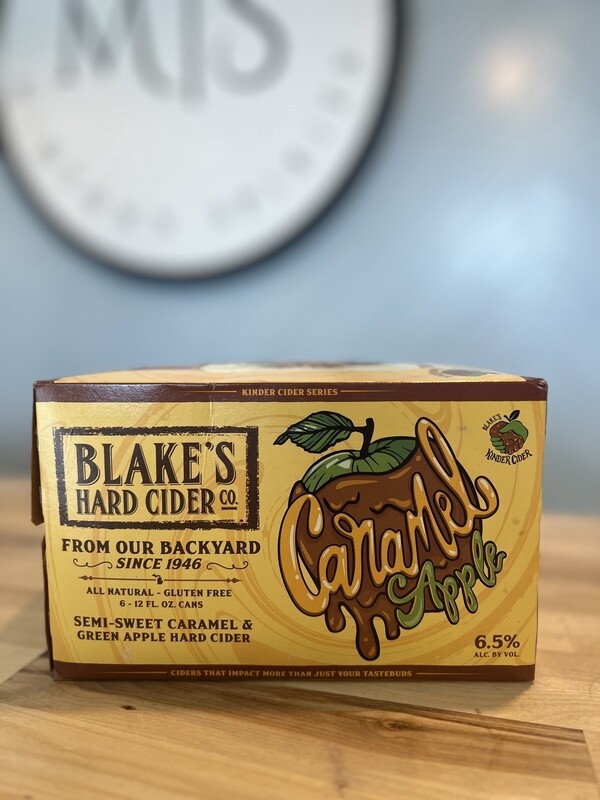 MTS
KINDER CIDER SERIES
BLAKE'S
HARD CIDER CO.
FROM OUR BACKYARD
SINCE 1946
ALL NATURAL - GLUTEN FREE
6 - 12 FL. OZ. CANS
SEMI-SWEET CARAMEL &
GREEN APPLE HARD CIDER
Caramel
Apple
BLAKE'S
KINDER CIDER
6.5%
ALC. BY VOL.
CIDERS THAT IMPACT MORE THAN JUST YOUR TASTEBUDS